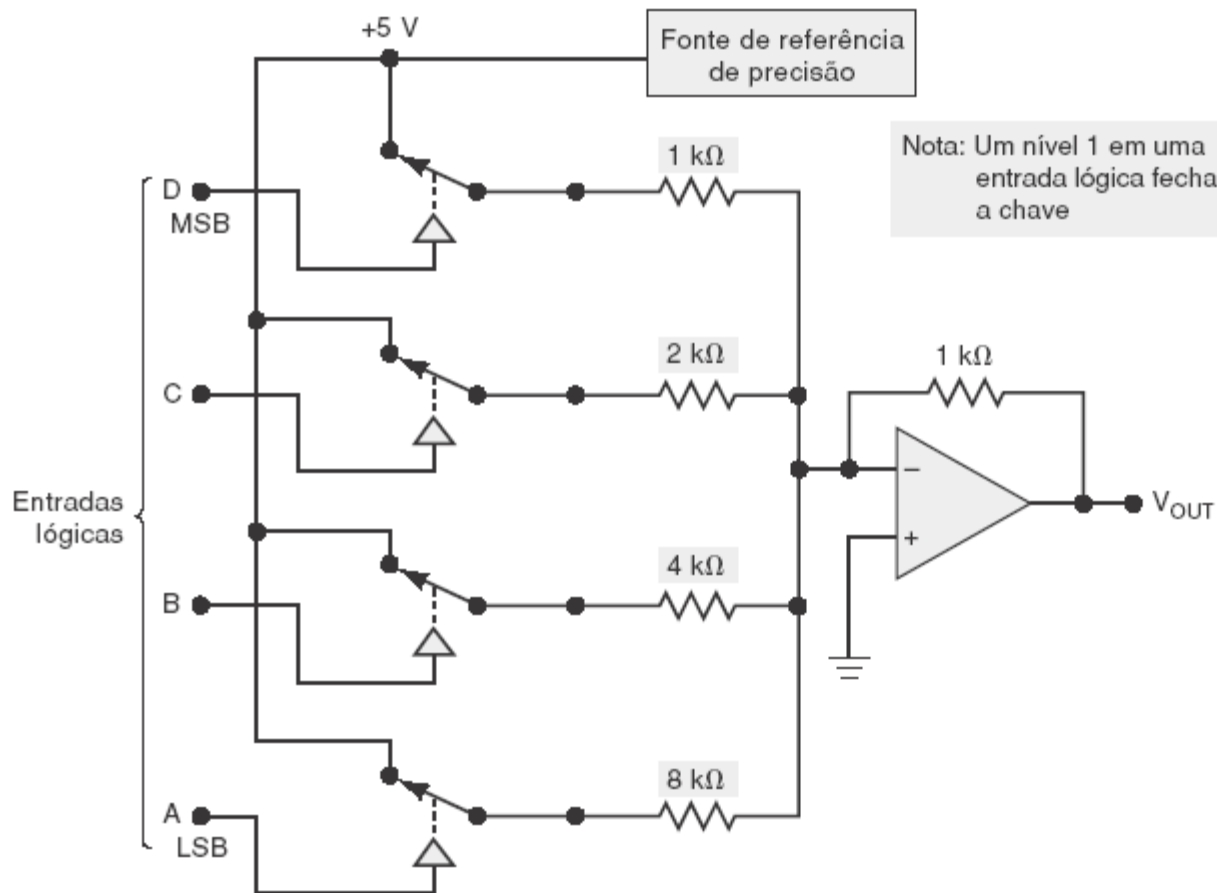 +5 V
Fonte de referência
de precisão
Nota: Um nível 1 em uma
entrada lógica fecha
a chave
1 kΩ
D
MSB
2 kΩ
1 kΩ
C
Entradas
lógicas
−
+
V_OUT
4 kΩ
B
8 kΩ
A
LSB